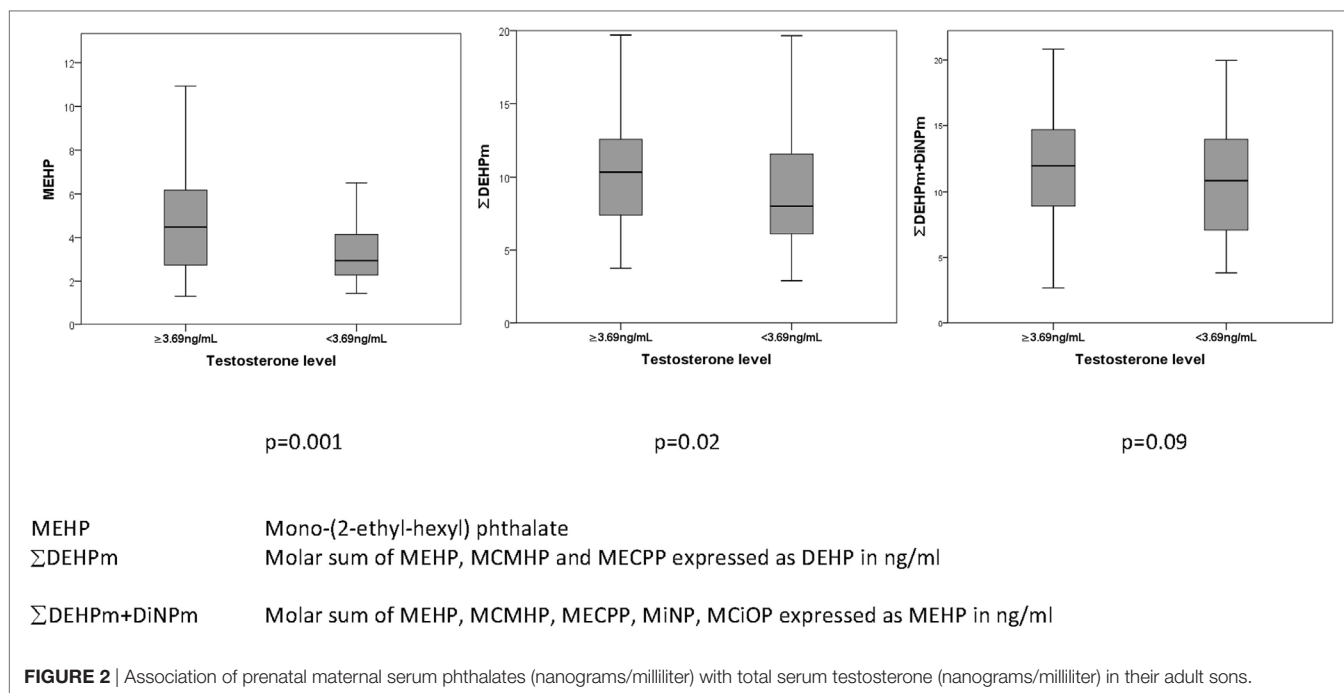 MEHP
12
10
8
6
4
2
0
≥3.69ng/mL <3.69ng/mL
Testosterone level
ΣDEHPm
20
15
10
5
0
≥3.69ng/mL <3.69ng/mL
Testosterone level
ΣDEHPm+DiNPm
20
15
10
5
0
≥3.69ng/mL <3.69ng/mL
Testosterone level
p=0.001 p=0.02 p=0.09
MEHP Mono-(2-ethyl-hexyl) phthalate
ΣDEHPm Molar sum of MEHP, MCMHP and MECPP expressed as DEHP in ng/ml
ΣDEHPm+DiNPm Molar sum of MEHP, MCMHP, MECPP, MiNP, MCiOP expressed as MEHP in ng/ml
FIGURE 2 | Association of prenatal maternal serum phthalates (nanograms/milliliter) with total serum testosterone (nanograms/milliliter) in their adult sons.